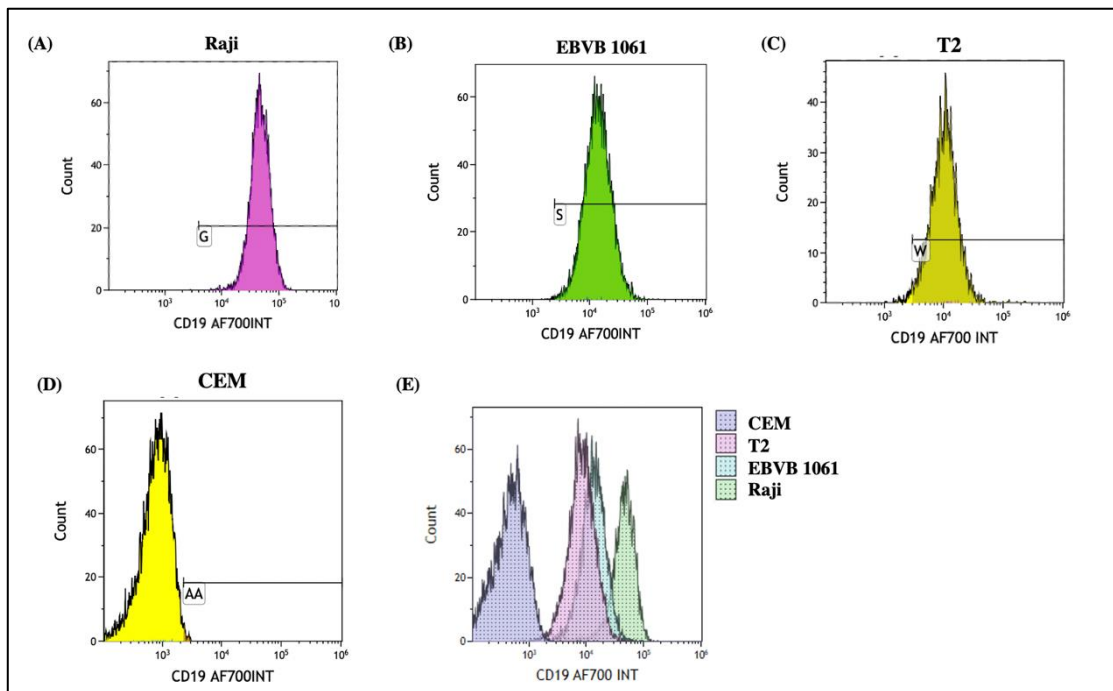 (A)
Raji
Count
60
40
20
0
G
10³
10⁴
10⁵
10
CD19 AF700INT
(B)
EBVB 1061
Count
60
40
20
0
S
10³
10⁴
10⁵
10⁶
CD19 AF700INT
(C)
T2
Count
40
30
20
10
0
W
10³
10⁴
10⁵
10⁶
CD19 AF700 INT
(D)
CEM
Count
60
40
20
0
AA
10³
10⁴
10⁵
10⁶
CD19 AF700INT
(E)
Count
60
40
20
0
10³
10⁴
10⁵
10⁶
CD19 AF700 INT
CEM
T2
EBVB 1061
Raji